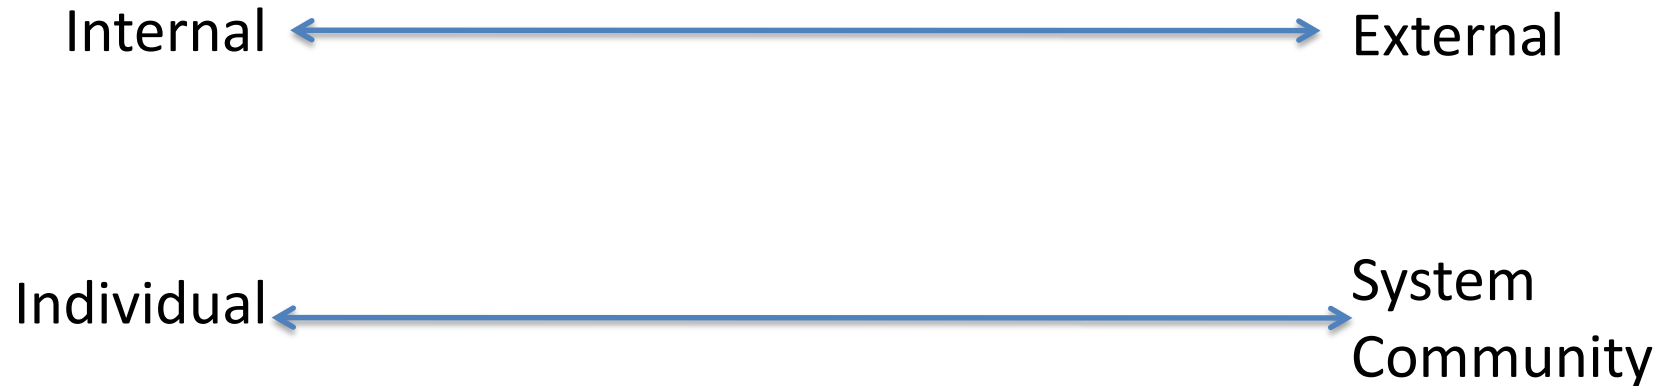 Internal
External
Individual
System
Community